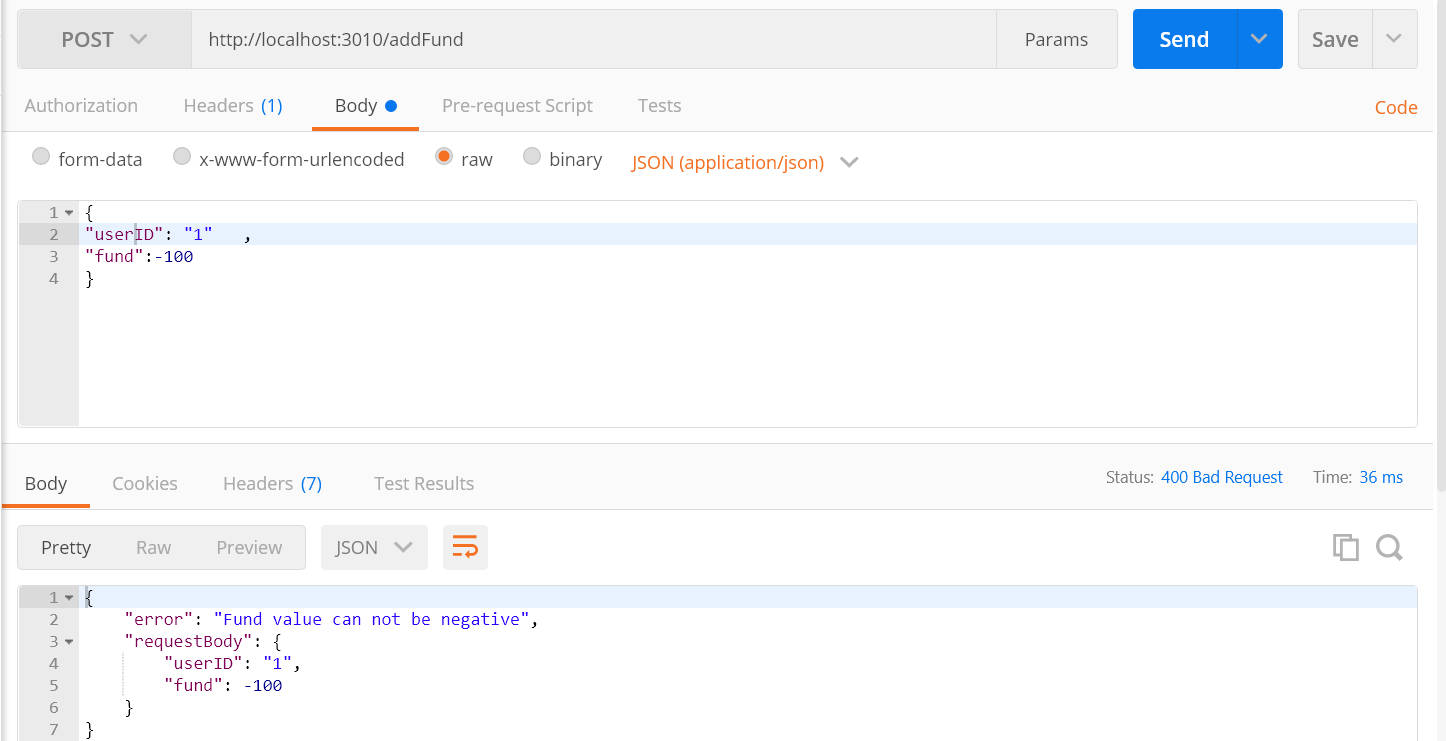 POST http://localhost:3010/addFund Params Send Save
Authorization Headers (1) Body Pre-request Script Tests Code
form-data x-www-form-urlencoded raw binary JSON (application/json)
1 {
2 "userID": "1"   ,
3 "fund":-100
4 }
Body Cookies Headers (7) Test Results Status: 400 Bad Request Time: 36 ms
Pretty Raw Preview JSON
1 {
2     "error": "Fund value can not be negative",
3     "requestBody": {
4         "userID": "1",
5         "fund": -100
6     }
7 }